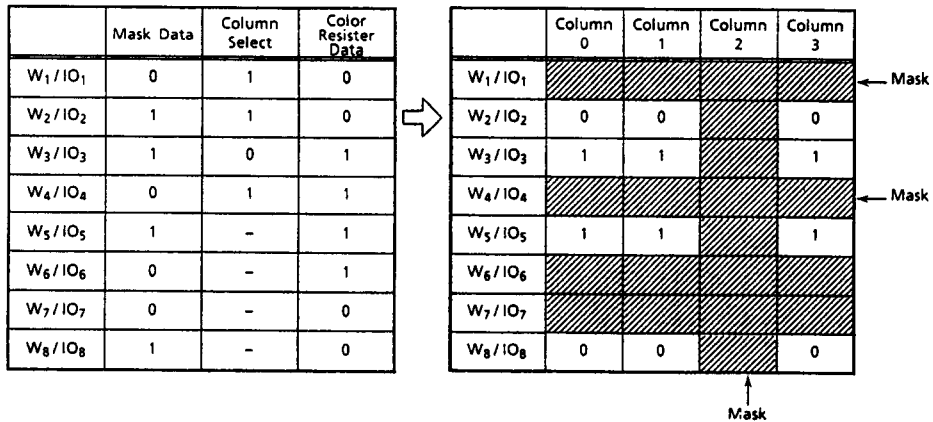 Mask Data Column Select Color Resister Data
W1/IO1 0 1 0
W2/IO2 1 1 0
W3/IO3 1 0 1
W4/IO4 0 1 1
W5/IO5 1 – 1
W6/IO6 0 – 1
W7/IO7 0 – 0
W8/IO8 1 – 0
Column 0 Column 1 Column 2 Column 3
W1/IO1 Mask
W2/IO2 0 0 0
W3/IO3 1 1 1
W4/IO4 Mask
W5/IO5 1 1 1
W6/IO6
W7/IO7
W8/IO8 0 0 0
Mask